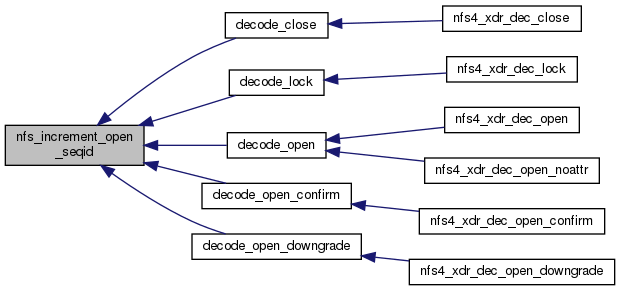 nfs_increment_open
_seqid
decode_close
nfs4_xdr_dec_close
decode_lock
nfs4_xdr_dec_lock
decode_open
nfs4_xdr_dec_open
nfs4_xdr_dec_open_noattr
decode_open_confirm
nfs4_xdr_dec_open_confirm
decode_open_downgrade
nfs4_xdr_dec_open_downgrade